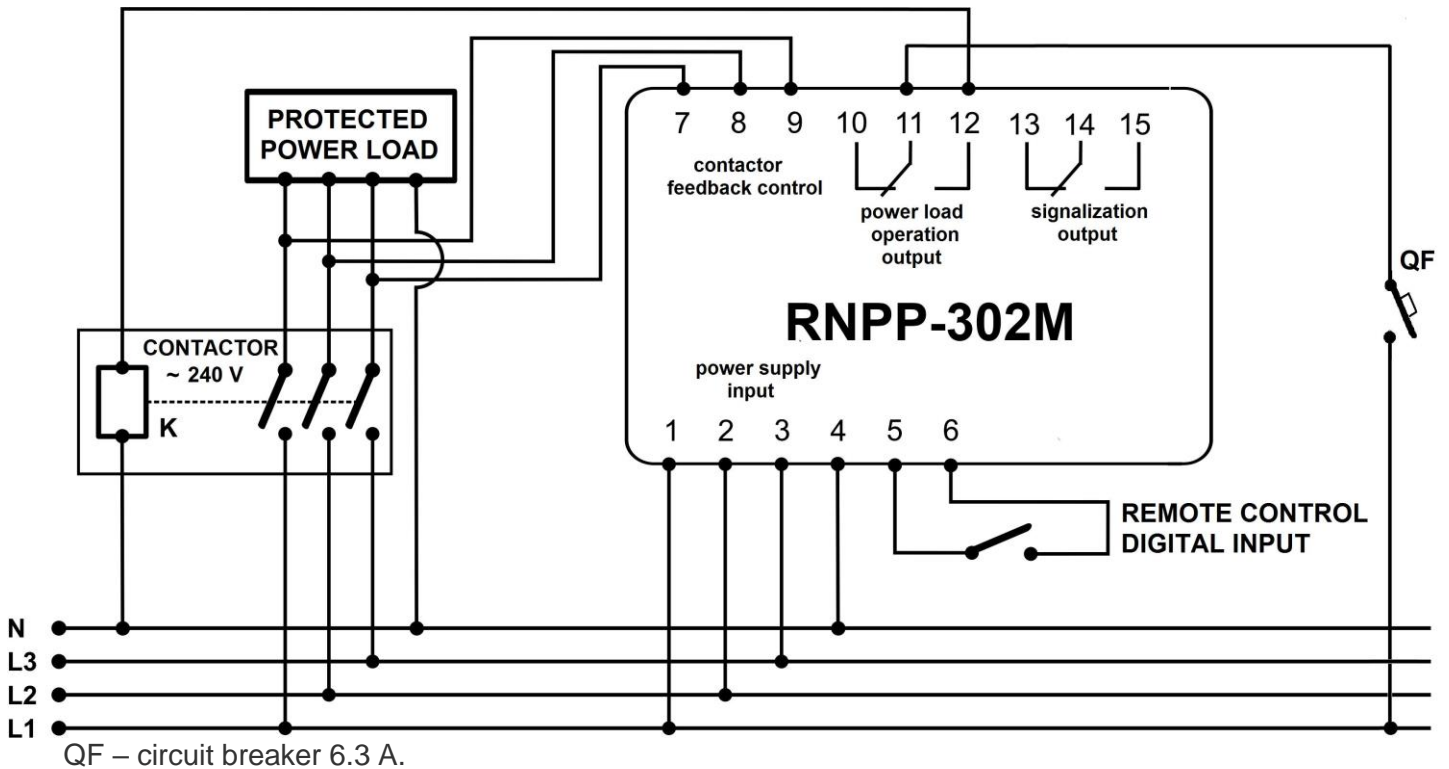 PROTECTED
POWER LOAD
7 8 9 10 11 12 13 14 15
contactor
feedback control
power load
operation
output
signalization
output
QF
RNPP-302M
CONTACTOR
~ 240 V
K
power supply
input
1 2 3 4 5 6
REMOTE CONTROL
DIGITAL INPUT
N
L3
L2
L1
QF – circuit breaker 6.3 A.